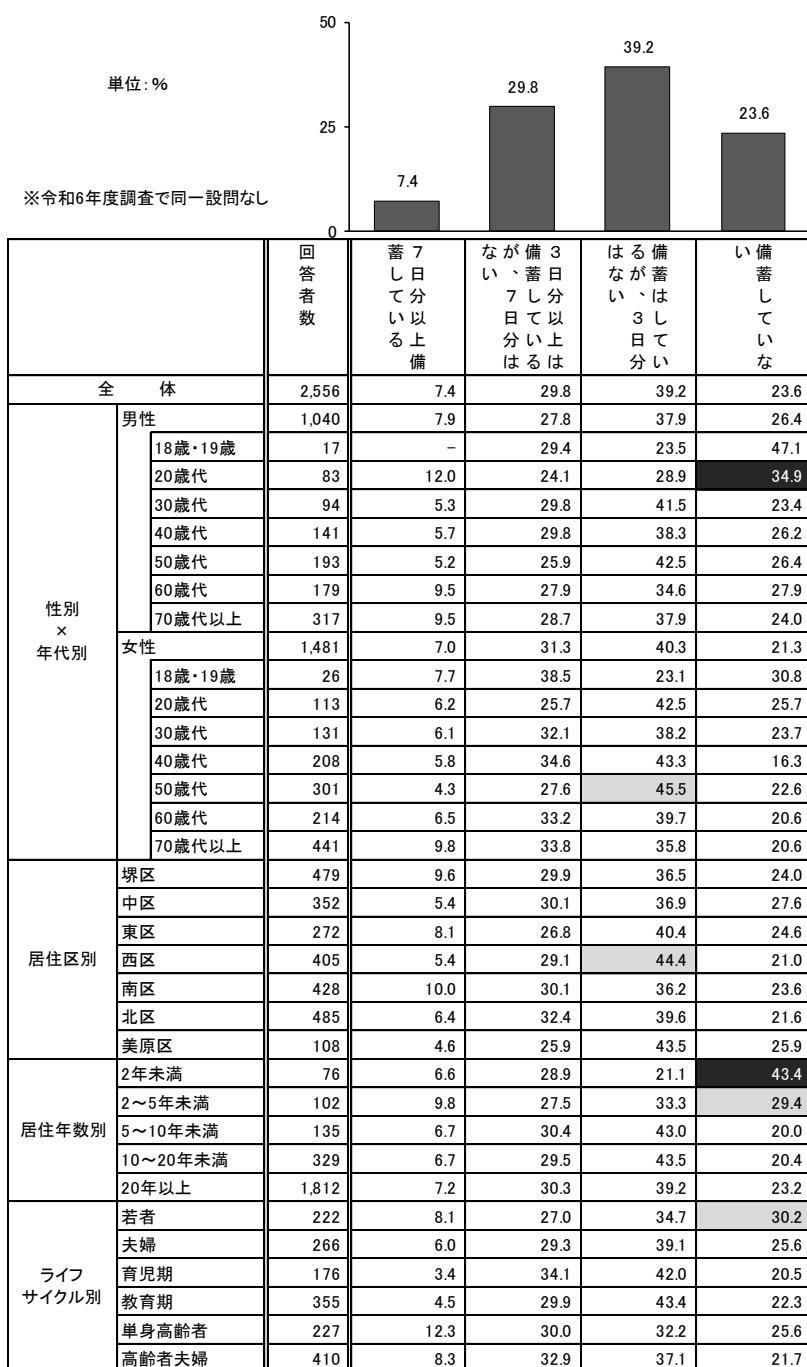 50
25
0
単位：％
※令和6年度調査で同一設問なし
7.4
29.8
39.2
23.6
回答者数
7日分以上備蓄している
3日分以上は備蓄しているが、7日分はない
備蓄はしているが、3日分はない
備蓄していない
全 体 2,556 7.4 29.8 39.2 23.6
性別×年代別
男性 1,040 7.9 27.8 37.9 26.4
18歳・19歳 17 － 29.4 23.5 47.1
20歳代 83 12.0 24.1 28.9 34.9
30歳代 94 5.3 29.8 41.5 23.4
40歳代 141 5.7 29.8 38.3 26.2
50歳代 193 5.2 25.9 42.5 26.4
60歳代 179 9.5 27.9 34.6 27.9
70歳代以上 317 9.5 28.7 37.9 24.0
女性 1,481 7.0 31.3 40.3 21.3
18歳・19歳 26 7.7 38.5 23.1 30.8
20歳代 113 6.2 25.7 42.5 25.7
30歳代 131 6.1 32.1 38.2 23.7
40歳代 208 5.8 34.6 43.3 16.3
50歳代 301 4.3 27.6 45.5 22.6
60歳代 214 6.5 33.2 39.7 20.6
70歳代以上 441 9.8 33.8 35.8 20.6
居住区別
堺区 479 9.6 29.9 36.5 24.0
中区 352 5.4 30.1 36.9 27.6
東区 272 8.1 26.8 40.4 24.6
西区 405 5.4 29.1 44.4 21.0
南区 428 10.0 30.1 36.2 23.6
北区 485 6.4 32.4 39.6 21.6
美原区 108 4.6 25.9 43.5 25.9
居住年数別
2年未満 76 6.6 28.9 21.1 43.4
2～5年未満 102 9.8 27.5 33.3 29.4
5～10年未満 135 6.7 30.4 43.0 20.0
10～20年未満 329 6.7 29.5 43.5 20.4
20年以上 1,812 7.2 30.3 39.2 23.2
ライフサイクル別
若者 222 8.1 27.0 34.7 30.2
夫婦 266 6.0 29.3 39.1 25.6
育児期 176 3.4 34.1 42.0 20.5
教育期 355 4.5 29.9 43.4 22.3
単身高齢者 227 12.3 30.0 32.2 25.6
高齢者夫婦 410 8.3 32.9 37.1 21.7